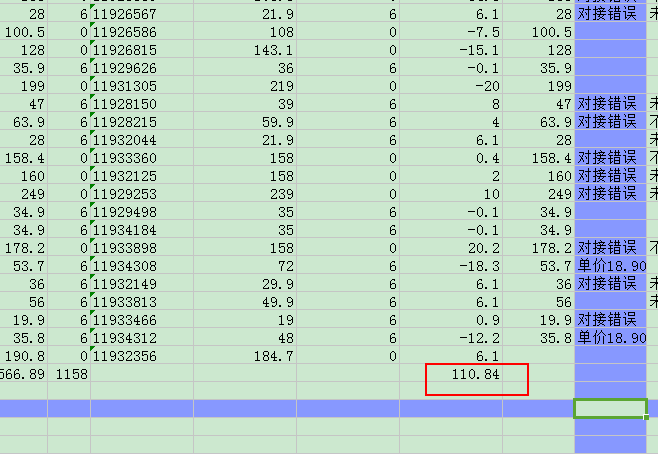 28 6 11926567 21.9 6 6.1 28 对接错误
100.5 0 11926586 108 0 -7.5 100.5
128 0 11926815 143.1 0 -15.1 128
35.9 6 11929626 36 6 -0.1 35.9
199 0 11931305 219 0 -20 199
47 6 11928150 39 6 8 47 对接错误
63.9 6 11928215 59.9 6 4 63.9 对接错误
28 6 11932044 21.9 6 6.1 28
158.4 0 11933360 158 0 0.4 158.4 对接错误
160 0 11932125 158 0 2 160 对接错误
249 0 11929253 239 0 10 249 对接错误
34.9 6 11929498 35 6 -0.1 34.9
34.9 6 11934184 35 6 -0.1 34.9
178.2 0 11933898 158 0 20.2 178.2 对接错误
53.7 6 11934308 72 6 -18.3 53.7 单价18.90
36 6 11932149 29.9 6 6.1 36 对接错误
56 6 11933813 49.9 6 6.1 56
19.9 6 11933466 19 6 0.9 19.9 对接错误
35.8 6 11934312 48 6 -12.2 35.8 单价18.90
190.8 0 11932356 184.7 0 6.1
566.89 1158 110.84